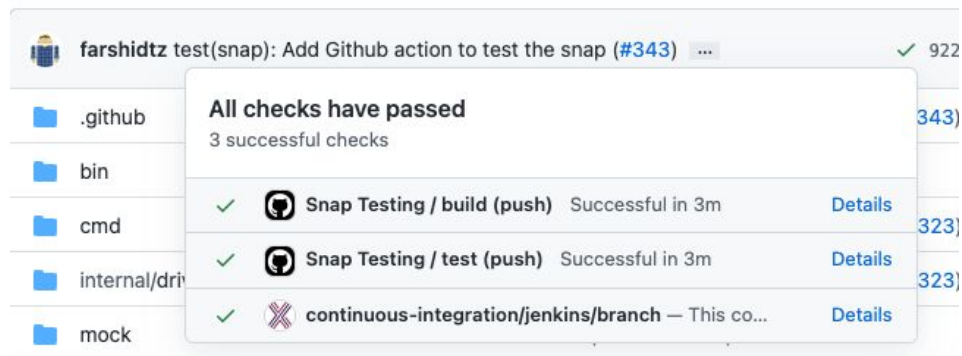 farshidtz test(snap): Add Github action to test the snap (#343) ... 922
All checks have passed
.github 343)
3 successful checks
bin
Snap Testing / build (push) Successful in 3m Details
cmd 323)
Snap Testing / test (push) Successful in 3m Details
internal/dri 323)
continuous-integration/jenkins/branch — This co... Details
mock